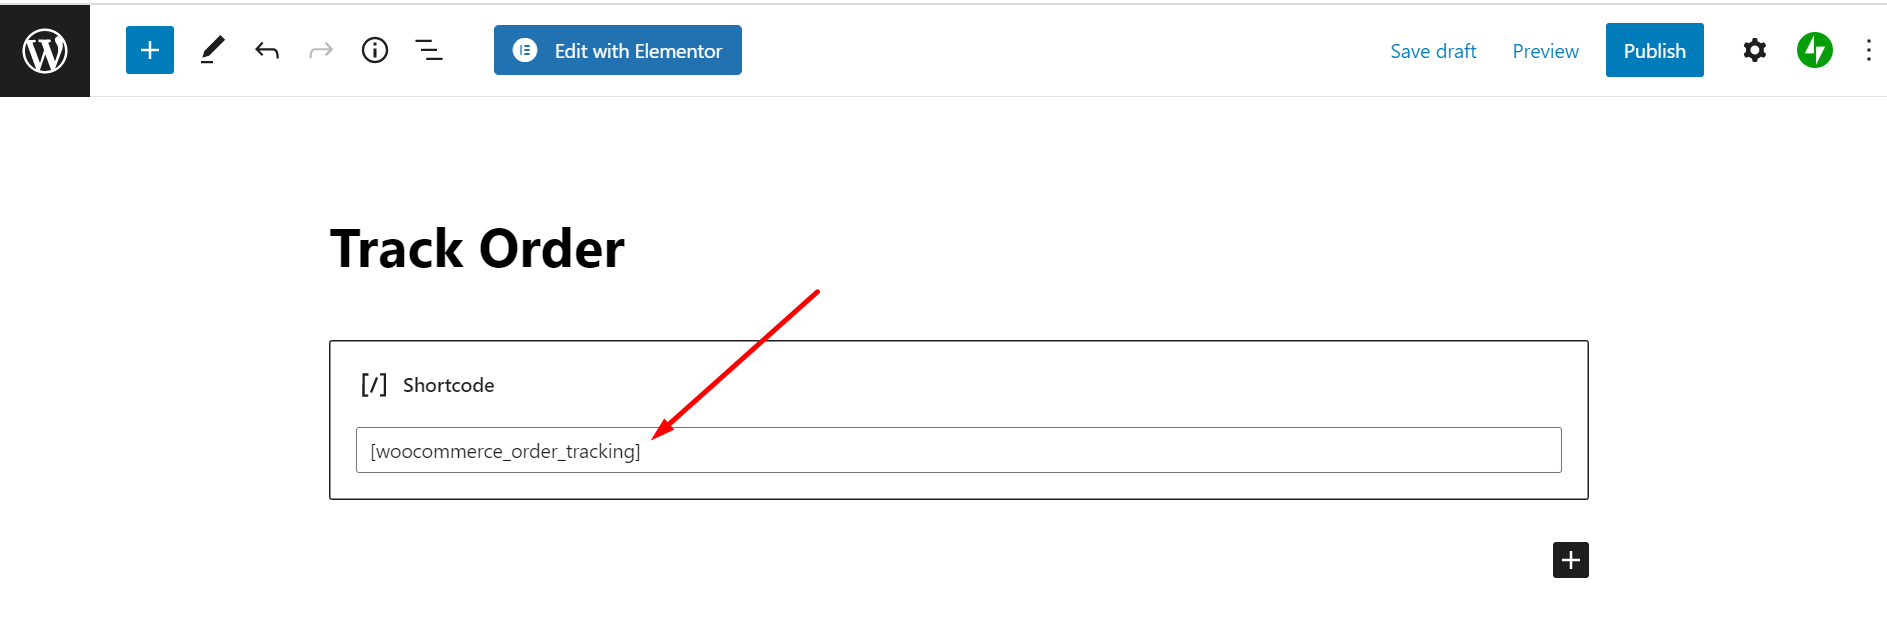 Edit with Elementor
Save draft
Preview
Publish
Track Order
[/] Shortcode
[woocommerce_order_tracking]